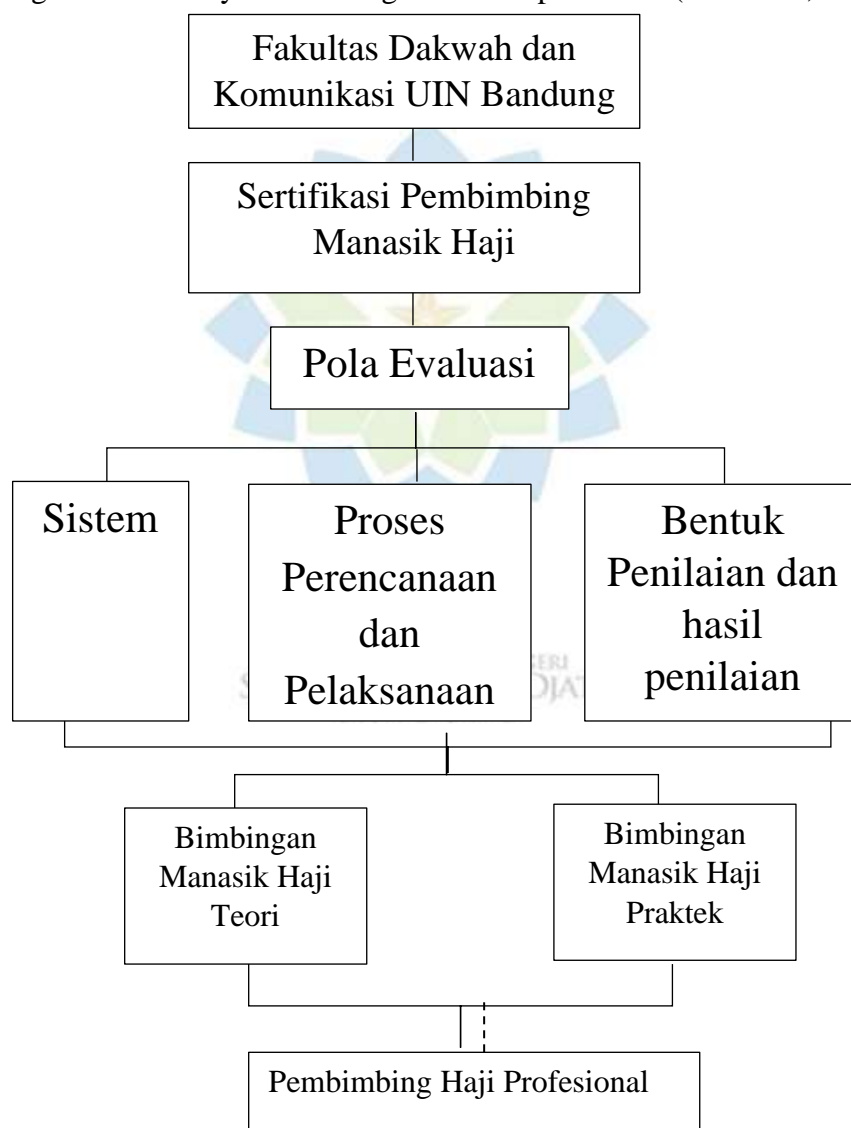 Fakultas Dakwah dan
Komunikasi UIN Bandung
Sertifikasi Pembimbing
Manasik Haji
Pola Evaluasi
Sistem
Proses
Perencanaan
dan
Pelaksanaan
Bentuk
Penilaian dan
hasil
penilaian
Bimbingan
Manasik Haji
Teori
Bimbingan
Manasik Haji
Praktek
Pembimbing Haji Profesional